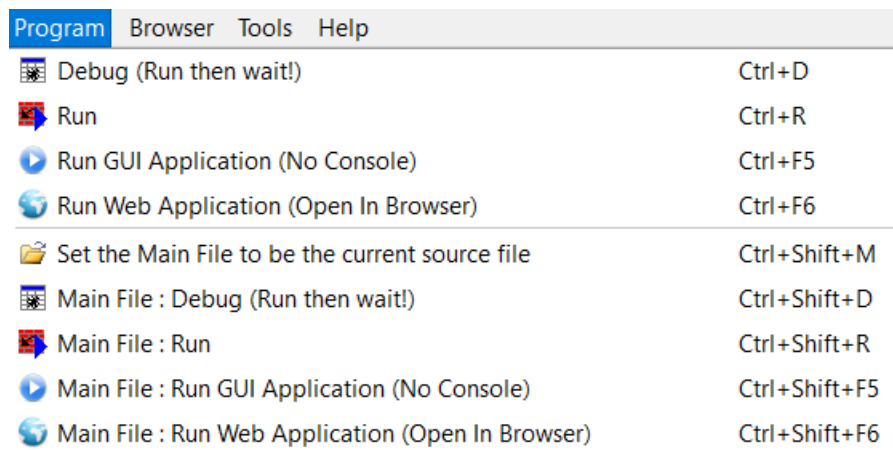 Program Browser Tools Help
Debug (Run then wait!) Ctrl+D
Run Ctrl+R
Run GUI Application (No Console) Ctrl+F5
Run Web Application (Open In Browser) Ctrl+F6
Set the Main File to be the current source file Ctrl+Shift+M
Main File : Debug (Run then wait!) Ctrl+Shift+D
Main File : Run Ctrl+Shift+R
Main File : Run GUI Application (No Console) Ctrl+Shift+F5
Main File : Run Web Application (Open In Browser) Ctrl+Shift+F6